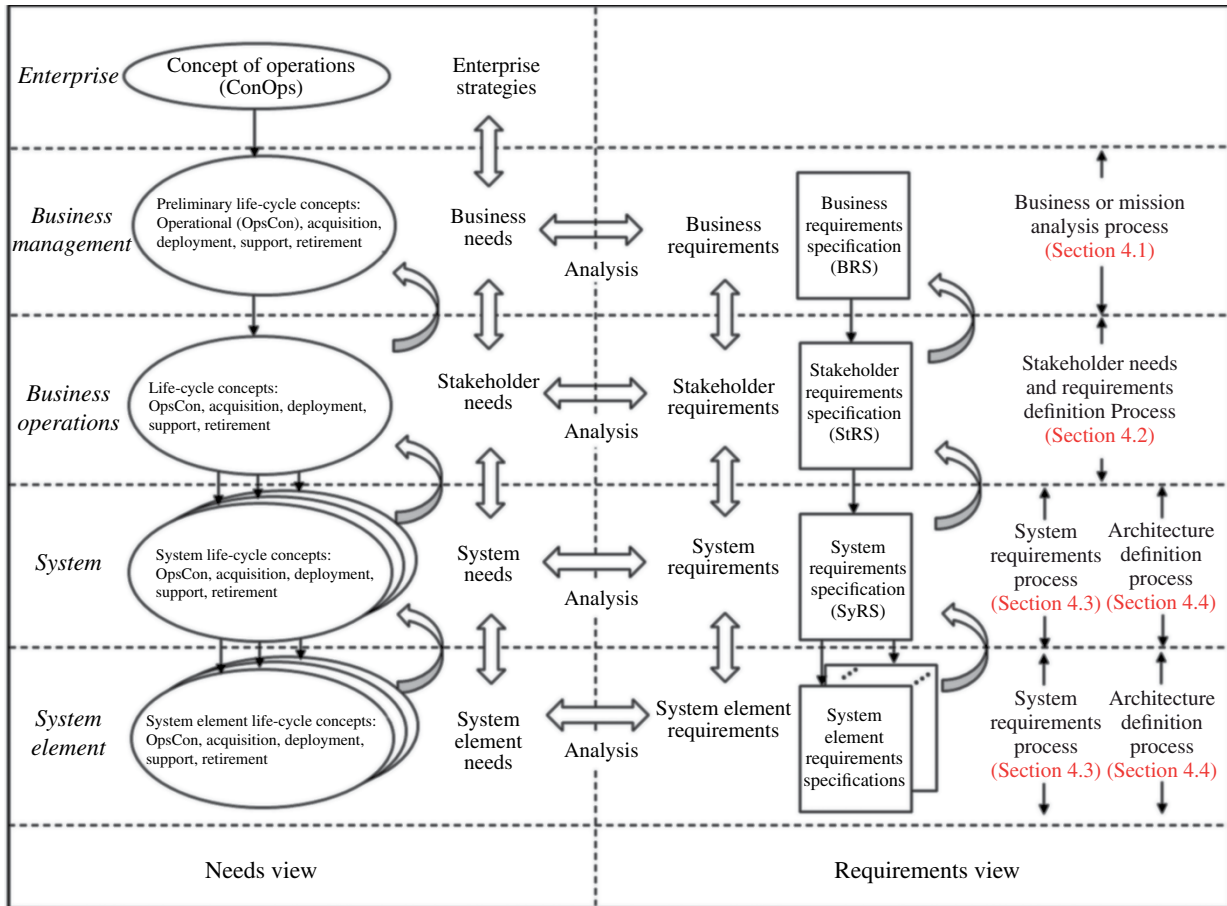 Enterprise
Concept of operations
(ConOps)
Enterprise
strategies
Business
management
Preliminary life-cycle concepts:
Operational (OpsCon), acquisition,
deployment, support, retirement
Business
needs
Analysis
Business
requirements
Business
requirements
specification
(BRS)
Business or mission
analysis process
(Section 4.1)
Business
operations
Life-cycle concepts:
OpsCon, acquisition, deployment,
support, retirement
Stakeholder
needs
Analysis
Stakeholder
requirements
Stakeholder
requirements
specification
(StRS)
Stakeholder needs
and requirements
definition Process
(Section 4.2)
System
System life-cycle concepts:
OpsCon, acquisition, deployment,
support, retirement
System
needs
Analysis
System
requirements
System
requirements
specification
(SyRS)
System
requirements
process
(Section 4.3)
Architecture
definition
process
(Section 4.4)
System
element
System element life-cycle concepts:
OpsCon, acquisition, deployment,
support, retirement
System
element
needs
Analysis
System element
requirements
System
element
requirements
specifications
System
requirements
process
(Section 4.3)
Architecture
definition
process
(Section 4.4)
Needs view
Requirements view